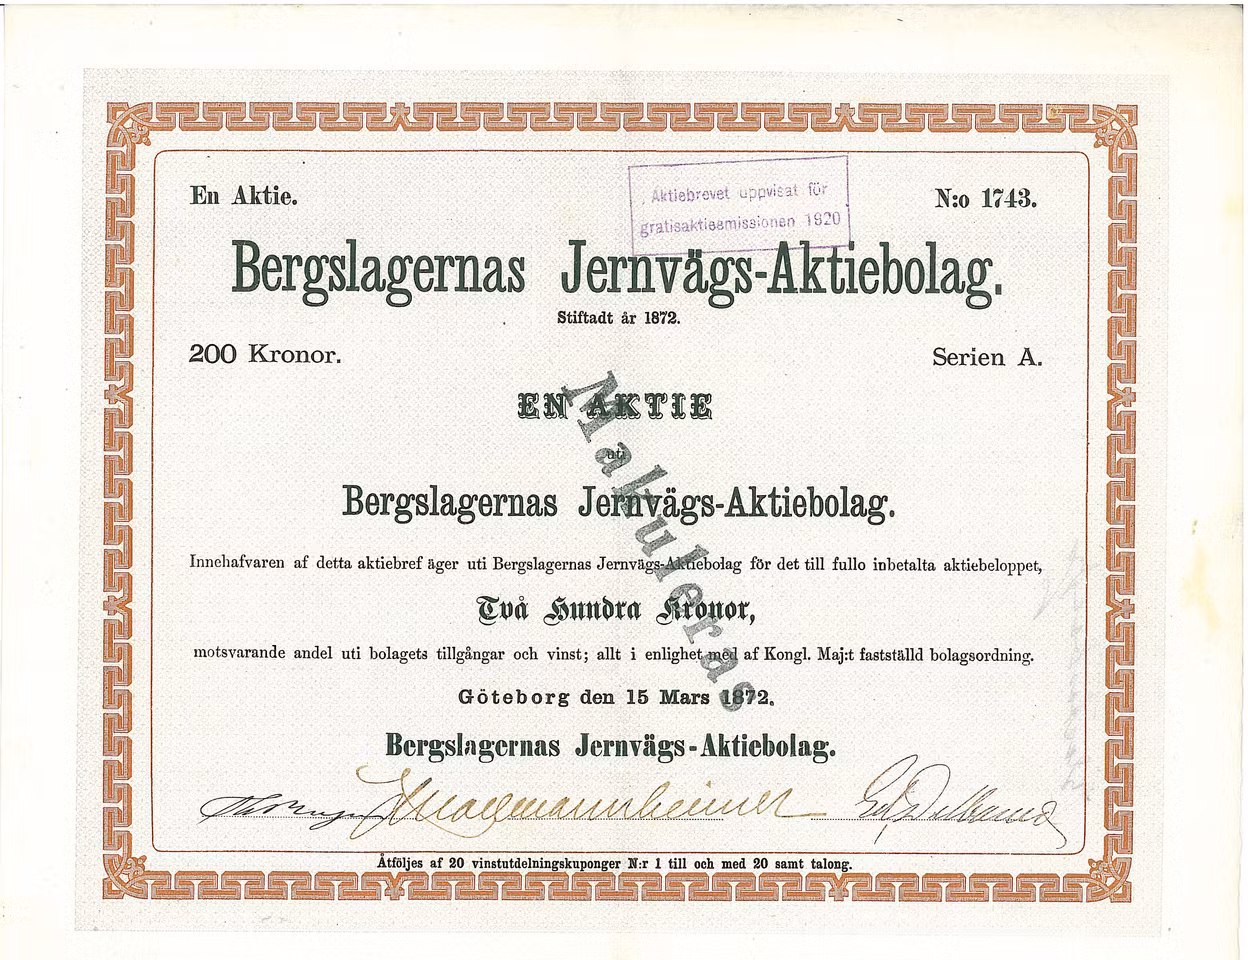 En Aktie.
Aktiebrevet uppvisat för
gratisaktieemissionen 1920
N:o 1743.
Bergslagernas Jernvägs-Aktiebolag.
Stiftadt år 1872.
200 Kronor.
Serien A.
EN AKTIE
uti
Makuleras
Bergslagernas Jernvägs-Aktiebolag.
Innehafvaren af detta aktiebref äger uti Bergslagernas Jernvägs-Aktiebolag för det till fullo inbetalta aktiebeloppet,
Två Hundra Kronor,
motsvarande andel uti bolagets tillgångar och vinst; allt i enlighet med af Kongl. Maj:t fastställd bolagsordning.
Göteborg den 15 Mars 1872.
Bergslagernas Jernvägs-Aktiebolag.
Åtföljes af 20 vinstutdelningskuponger N:r 1 till och med 20 samt talong.